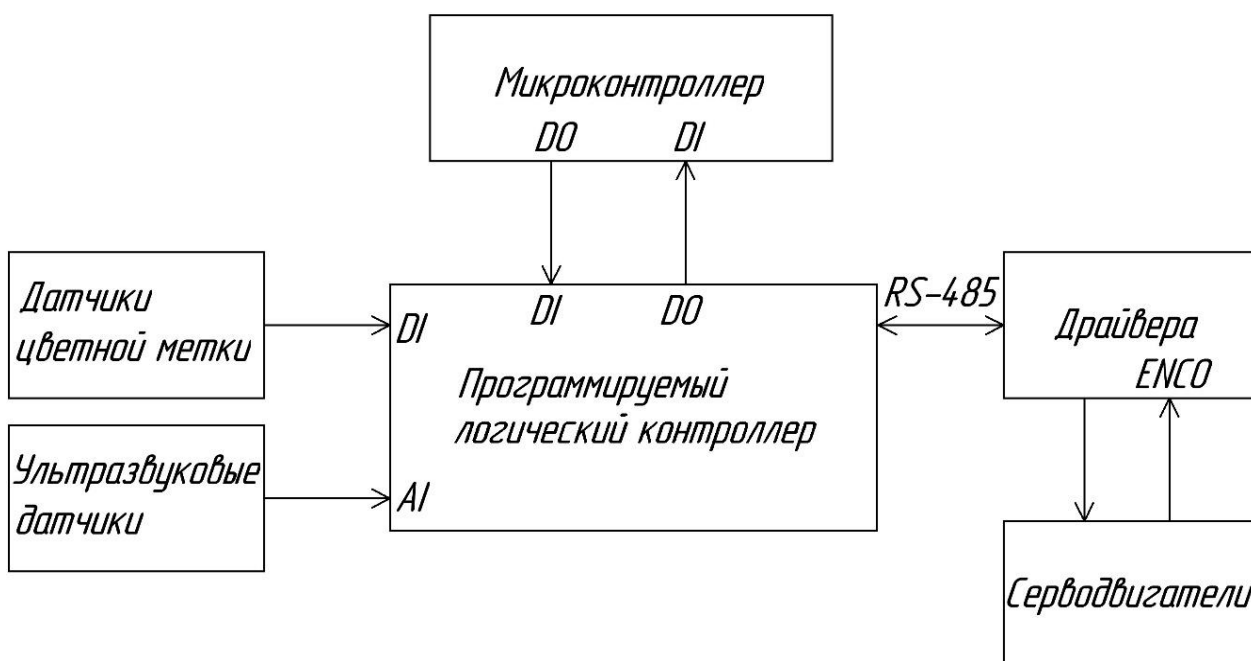 Микроконтроллер
DO DI
Датчики
цветной метки
DI
DI DO
RS-485
Драйвера
ENCO
Программируемый
логический контроллер
Ультразвуковые
датчики
AI
Серводвигатели